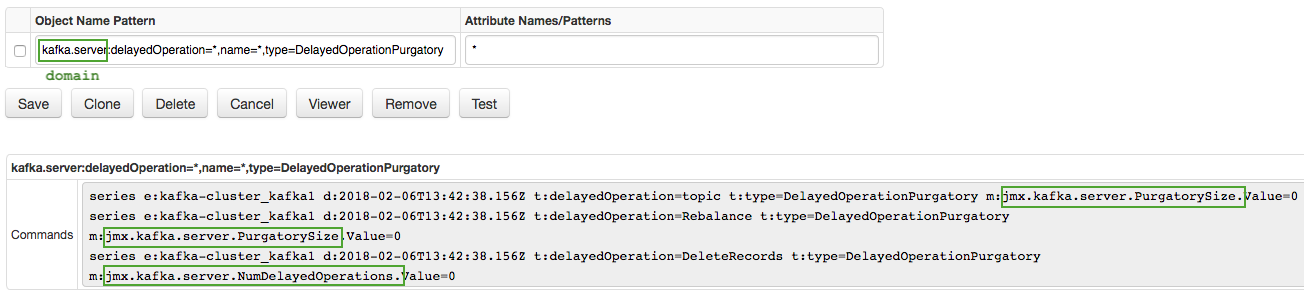 Object Name Pattern Attribute Names/Patterns
kafka.server:delayedOperation=*,name=*,type=DelayedOperationPurgatory *
domain
Save Clone Delete Cancel Viewer Remove Test
kafka.server:delayedOperation=*,name=*,type=DelayedOperationPurgatory
series e:kafka-cluster_kafka1 d:2018-02-06T13:42:38.156Z t:delayedOperation=topic t:type=DelayedOperationPurgatory m:jmx.kafka.server.PurgatorySize.Value=0
series e:kafka-cluster_kafka1 d:2018-02-06T13:42:38.156Z t:delayedOperation=Rebalance t:type=DelayedOperationPurgatory
Commands m:jmx.kafka.server.PurgatorySize.Value=0
series e:kafka-cluster_kafka1 d:2018-02-06T13:42:38.156Z t:delayedOperation=DeleteRecords t:type=DelayedOperationPurgatory
m:jmx.kafka.server.NumDelayedOperations.Value=0